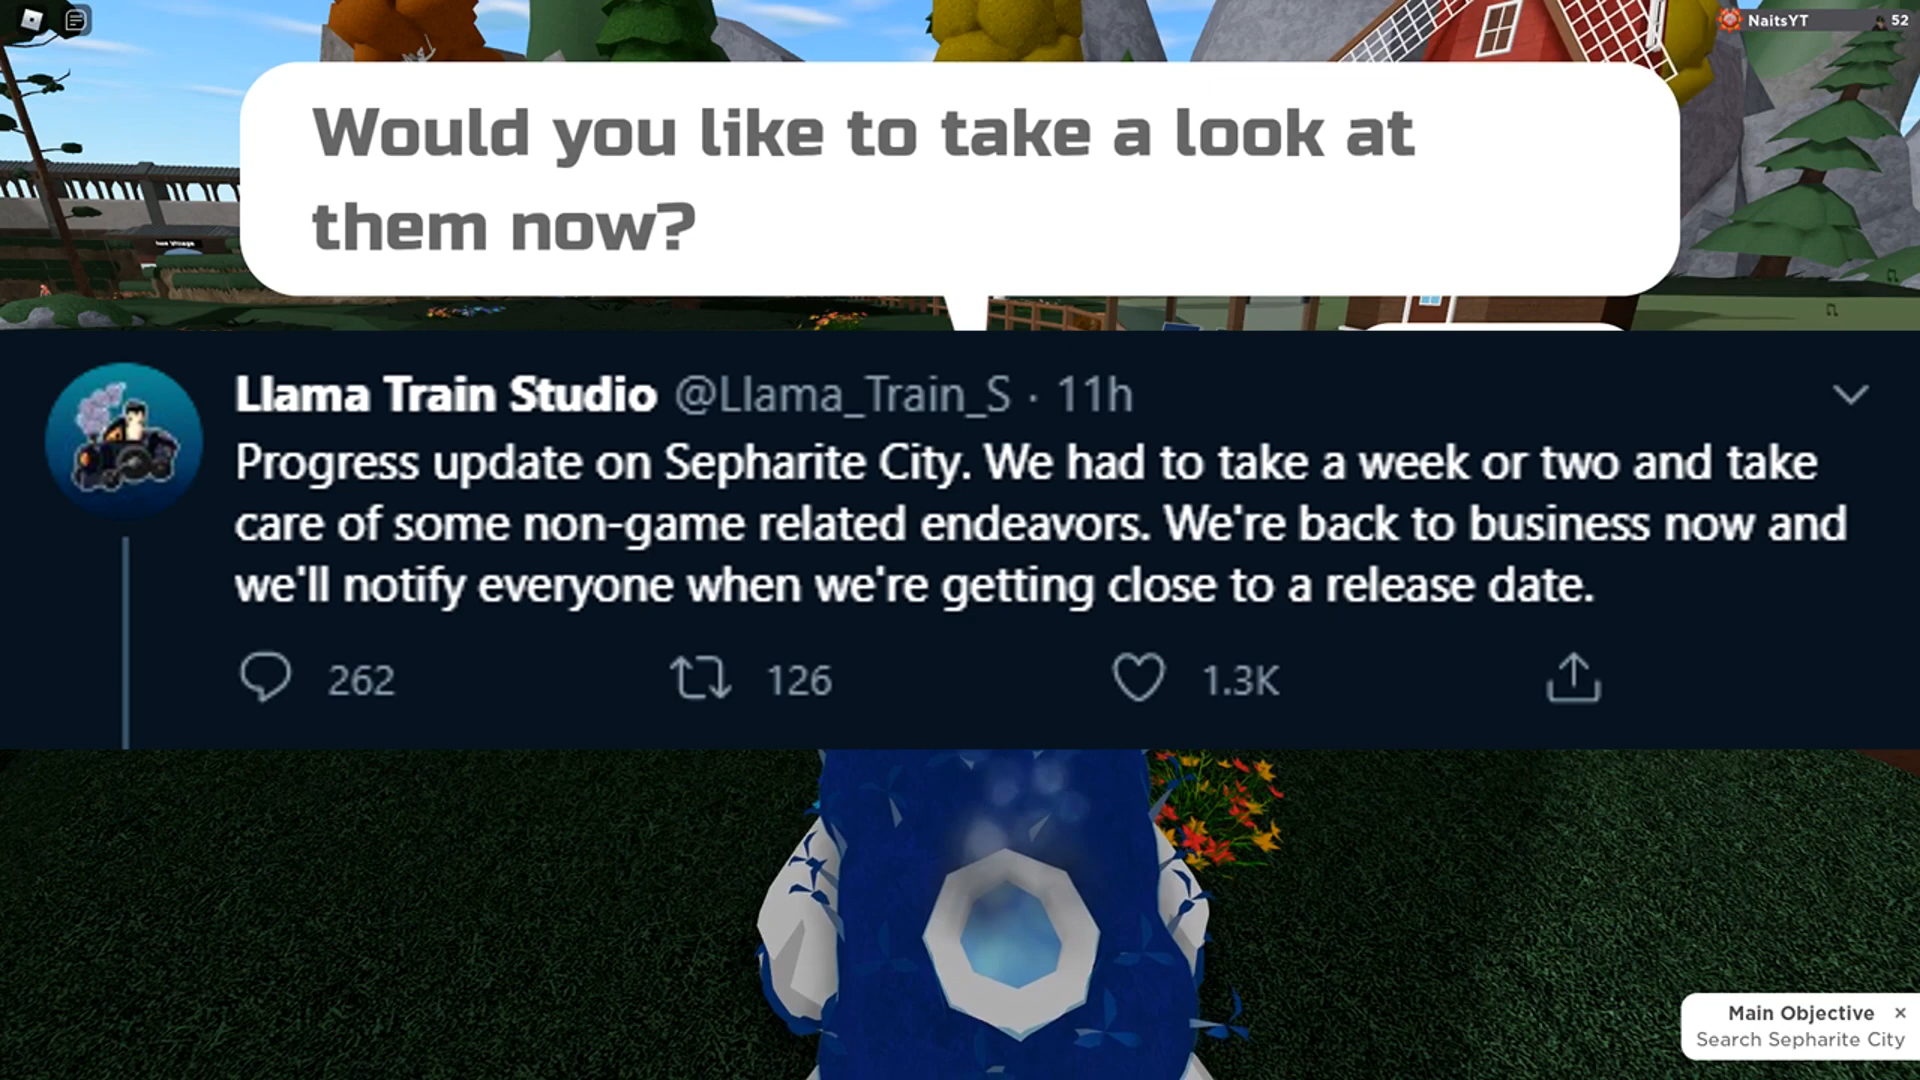 NaitsYT 52
Would you like to take a look at
them now?
Llama Train Studio @Llama_Train_S · 11h
Progress update on Sepharite City. We had to take a week or two and take
care of some non-game related endeavors. We're back to business now and
we'll notify everyone when we're getting close to a release date.
262 126 1.3K
Main Objective ×
Search Sepharite City